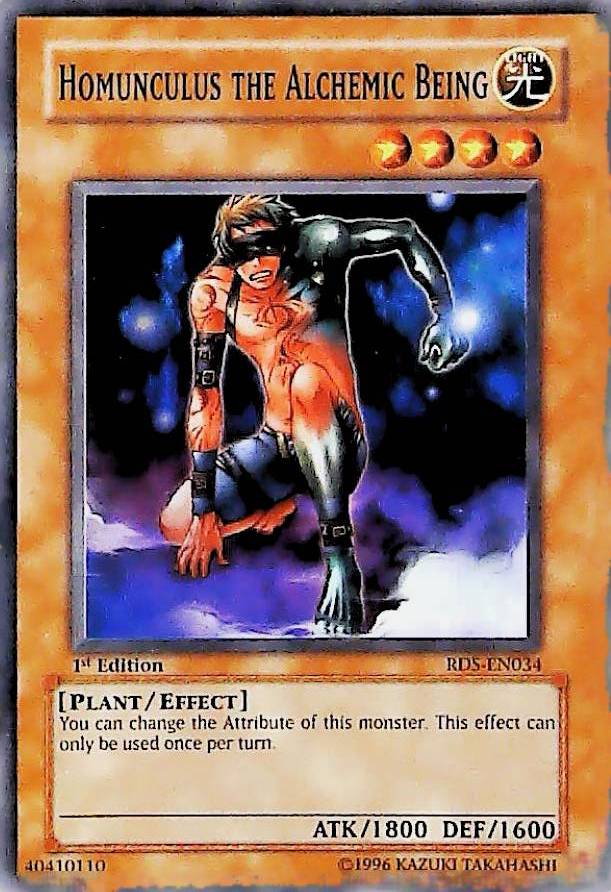 HOMUNCULUS THE ALCHEMIC BEING
LIGHT
光
1st Edition
RDS-EN034
[PLANT/EFFECT]
You can change the Attribute of this monster. This effect can
only be used once per turn.
ATK/1800 DEF/1600
40410110
©1996 KAZUKI TAKAHASHI